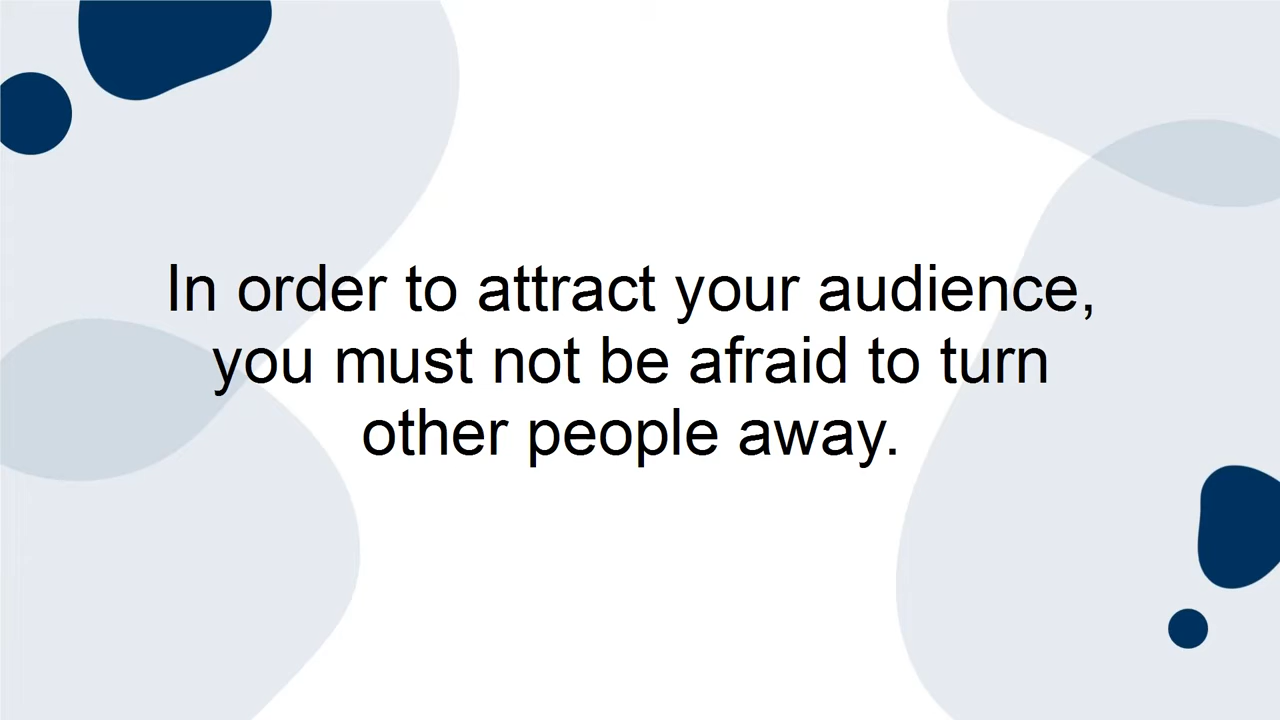 In order to attract your audience,
you must not be afraid to turn
other people away.